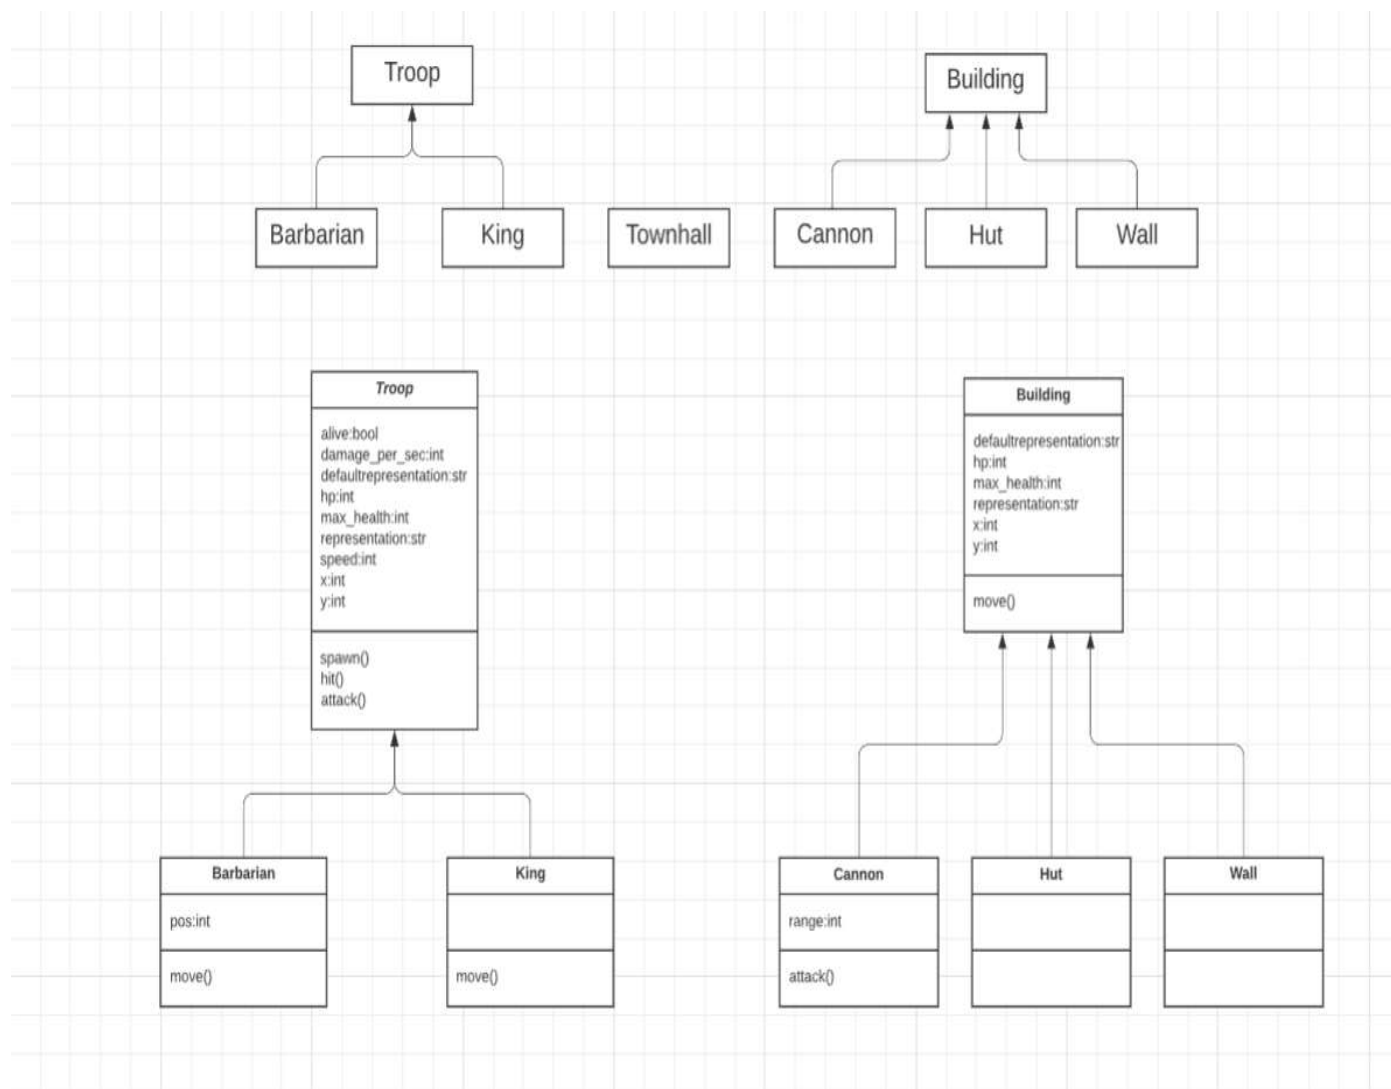 Troop
Building
Barbarian
King
Townhall
Cannon
Hut
Wall
Troop
alive:bool
damage_per_sec:int
defaultrepresentation:str
hp:int
max_health:int
representation:str
speed:int
x:int
y:int
spawn()
hit()
attack()
Building
defaultrepresentation:str
hp:int
max_health:int
representation:str
x:int
y:int
move()
Barbarian
pos:int
move()
King
move()
Cannon
range:int
attack()
Hut
Wall